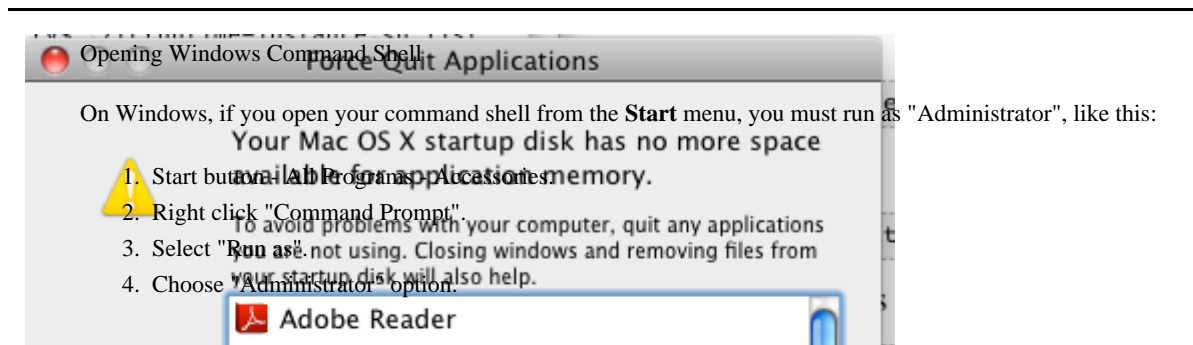 Opening Windows Command Shell
Force Quit Applications
On Windows, if you open your command shell from the Start menu, you must run as "Administrator", like this:
Your Mac OS X startup disk has no more space
available for application memory.
1. Start button - All Programs - Accessories.
2. Right click "Command Prompt".
To avoid problems with your computer, quit any applications
you are not using. Closing windows and removing files from
3. Select "Run as".
your startup disk will also help.
4. Choose "Administrator" option.
Adobe Reader